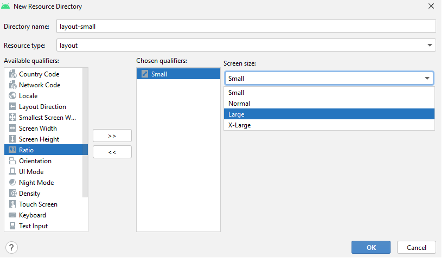 New Resource Directory
Directory name: layout-small
Resource type: layout
Available qualifiers:
Country Code
Network Code
Locale
Layout Direction
Smallest Screen W...
Screen Width
Screen Height
Ratio
Orientation
UI Mode
Night Mode
Density
Touch Screen
Keyboard
Text Input
>>
<<
Chosen qualifiers:
Small
Screen size:
Small
Small
Normal
Large
X-Large
?
OK
Cancel